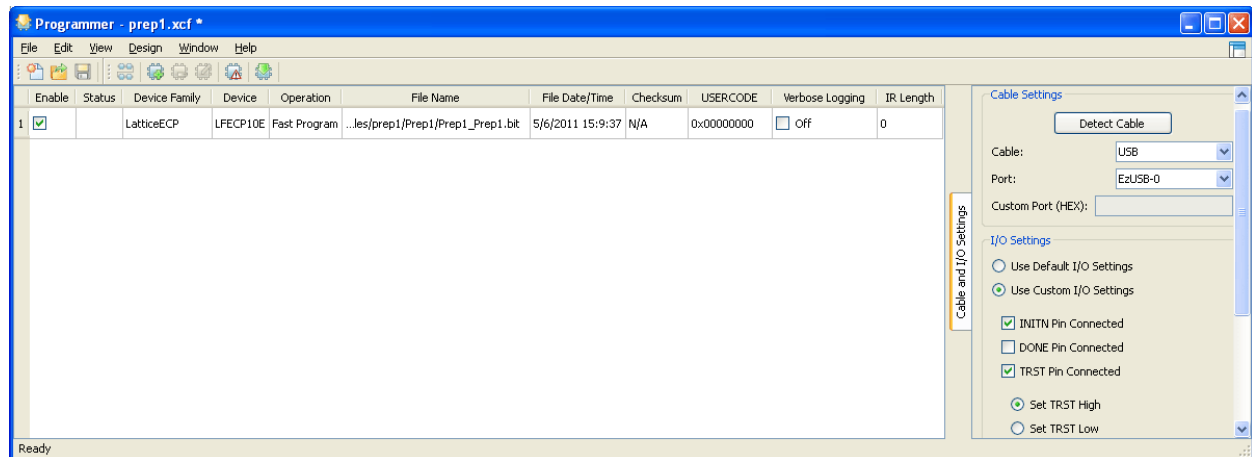 Programmer - prep1.xcf *
File Edit View Design Window Help
Enable Status Device Family Device Operation File Name File Date/Time Checksum USERCODE Verbose Logging IR Length
1 LatticeECP LFECP10E Fast Program ...les/prep1/Prep1/Prep1_Prep1.bit 5/6/2011 15:9:37 N/A 0x00000000 Off 0
Cable and I/O Settings
Cable Settings
Detect Cable
Cable: USB
Port: EzUSB-0
Custom Port (HEX):
I/O Settings
Use Default I/O Settings
Use Custom I/O Settings
INITN Pin Connected
DONE Pin Connected
TRST Pin Connected
Set TRST High
Set TRST Low
Ready